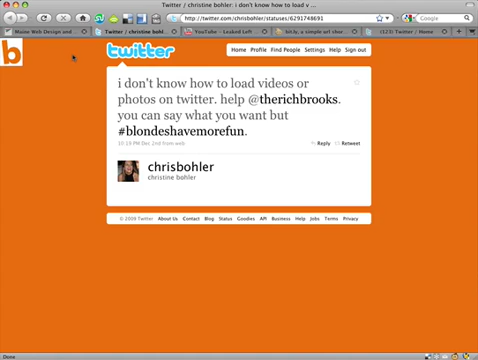 Twitter / christine bohler: i don't know how to load v ...
http://twitter.com/chrisbohler/statuses/6291748691
Google
Maine Web Design and
Twitter / christine bohl...
YouTube - Leaked Left
bit.ly, a simple url short
(123) Twitter / Home
b
twitter
Home Profile Find People Settings Help Sign out
i don't know how to load videos or
photos on twitter. help @therichbrooks.
you can say what you want but
#blondeshavemorefun.
10:19 PM Dec 2nd from web
Reply Retweet
chrisbohler
christine bohler
© 2009 Twitter About Us Contact Blog Status Goodies API Business Help Jobs Terms Privacy
Done